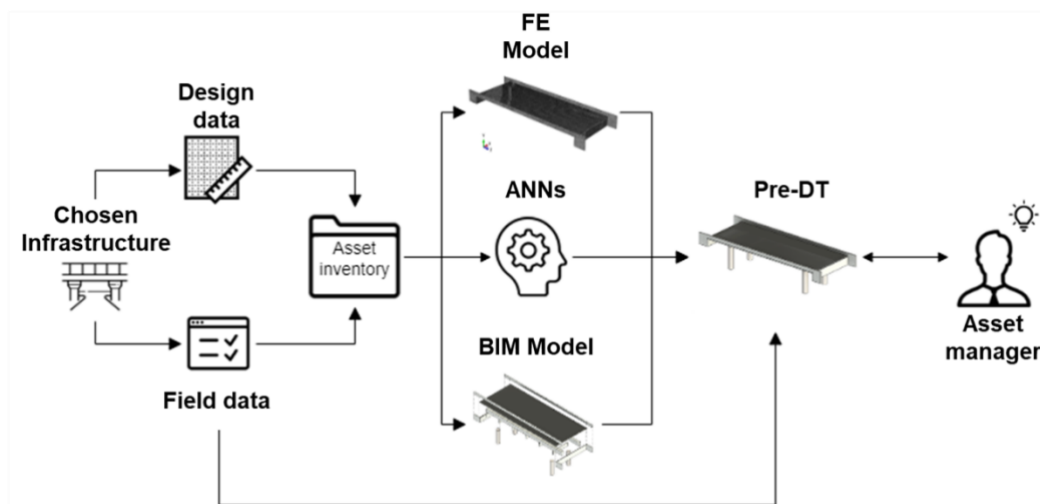 FE
Model
Design
data
ANNs
Pre-DT
Chosen
Infrastructure
Asset
inventory
BIM Model
Asset
manager
Field data